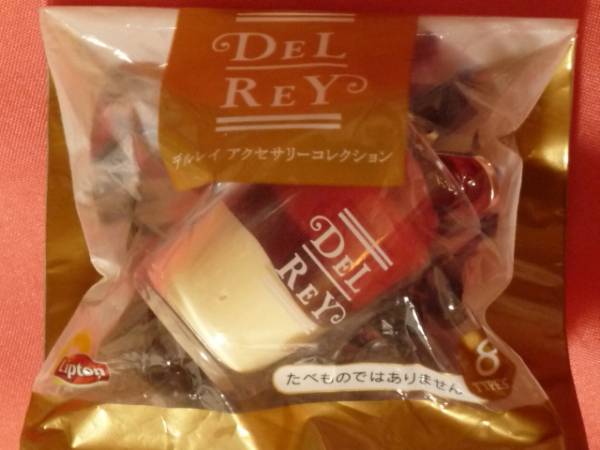 DEL
REY
デルレイ アクセサリーコレクション
DEL
REY
Lipton
たべものではありません
8
TYPES